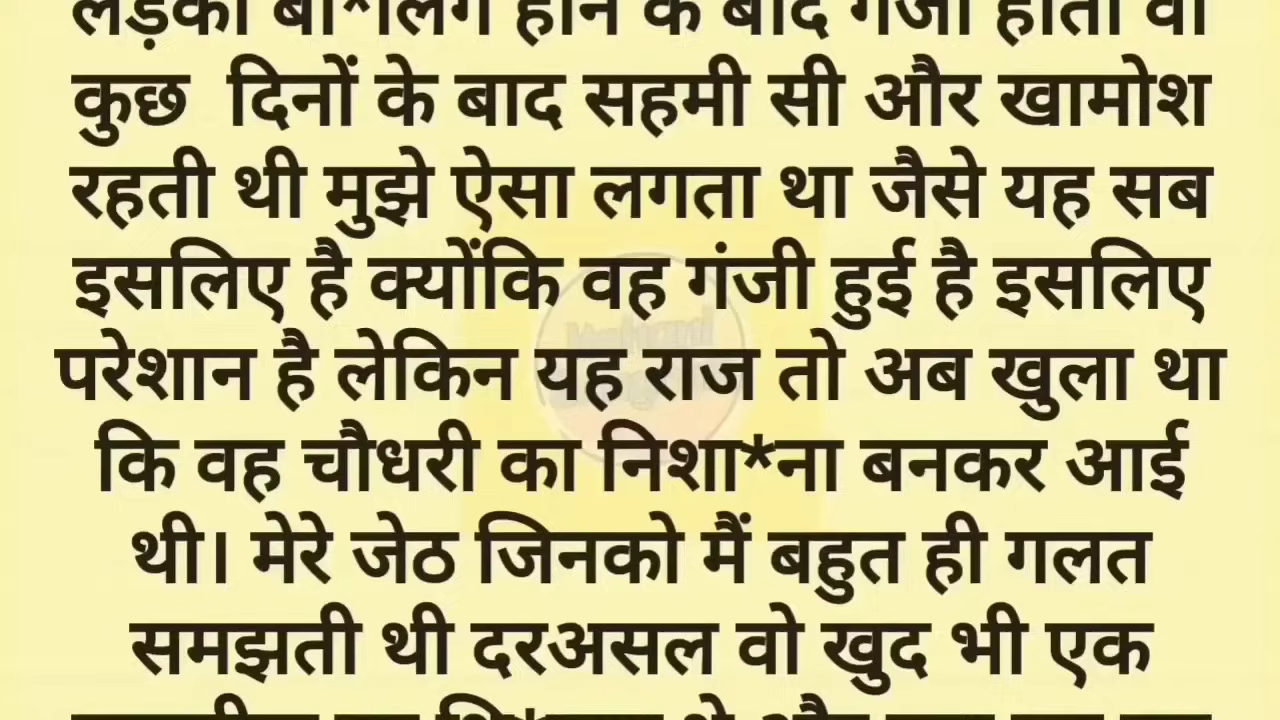 लड़की बा*लिग होने के बाद गंजी होती वो
कुछ दिनों के बाद सहमी सी और खामोश
रहती थी मुझे ऐसा लगता था जैसे यह सब
इसलिए है क्योंकि वह गंजी हुई है इसलिए
परेशान है लेकिन यह राज तो अब खुला था
कि वह चौधरी का निशा*ना बनकर आई
थी। मेरे जेठ जिनको मैं बहुत ही गलत
समझती थी दरअसल वो खुद भी एक